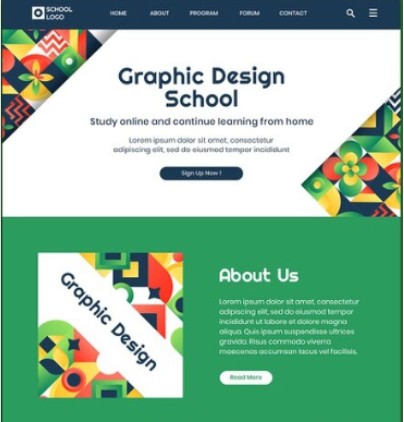 SCHOOL
LOGO
HOME ABOUT PROGRAM FORUM CONTACT
Graphic Design
School
Study online and continue learning from home
Lorem ipsum dolor sit amet, consectetur
adipiscing elit, sed do eiusmod tempor incididunt
Sign Up Now !
Graphic Design
About Us
Lorem ipsum dolor sit amet, consectetur
adipiscing elit, sed do eiusmod tempor
incididunt ut labore et dolore magna
aliqua. Quis ipsum suspendisse ultrices
gravida. Risus commodo viverra
maecenas accumsan lacus vel facilisis.
Read More